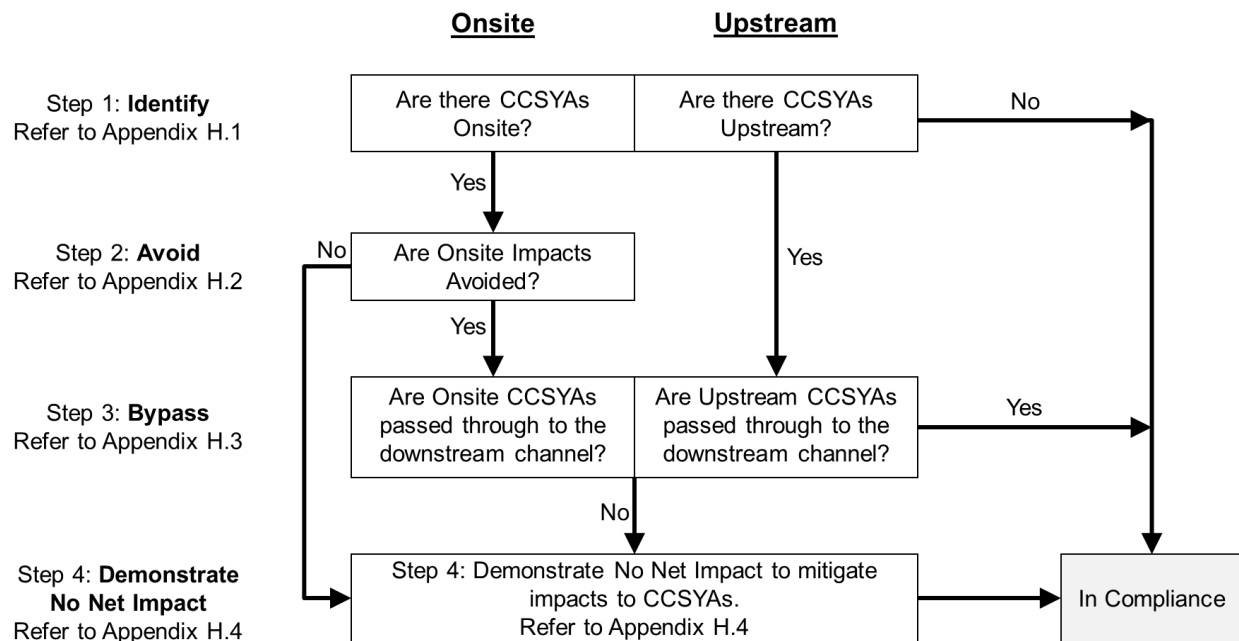 Onsite
Upstream
Step 1: Identify
Refer to Appendix H.1
Are there CCSYAs
Onsite?
Are there CCSYAs
Upstream?
No
Yes
Yes
Step 2: Avoid
Refer to Appendix H.2
No
Are Onsite Impacts
Avoided?
Yes
Step 3: Bypass
Refer to Appendix H.3
Are Onsite CCSYAs
passed through to the
downstream channel?
Are Upstream CCSYAs
passed through to the
downstream channel?
Yes
No
Step 4: Demonstrate
No Net Impact
Refer to Appendix H.4
Step 4: Demonstrate No Net Impact to mitigate
impacts to CCSYAs.
Refer to Appendix H.4
In Compliance